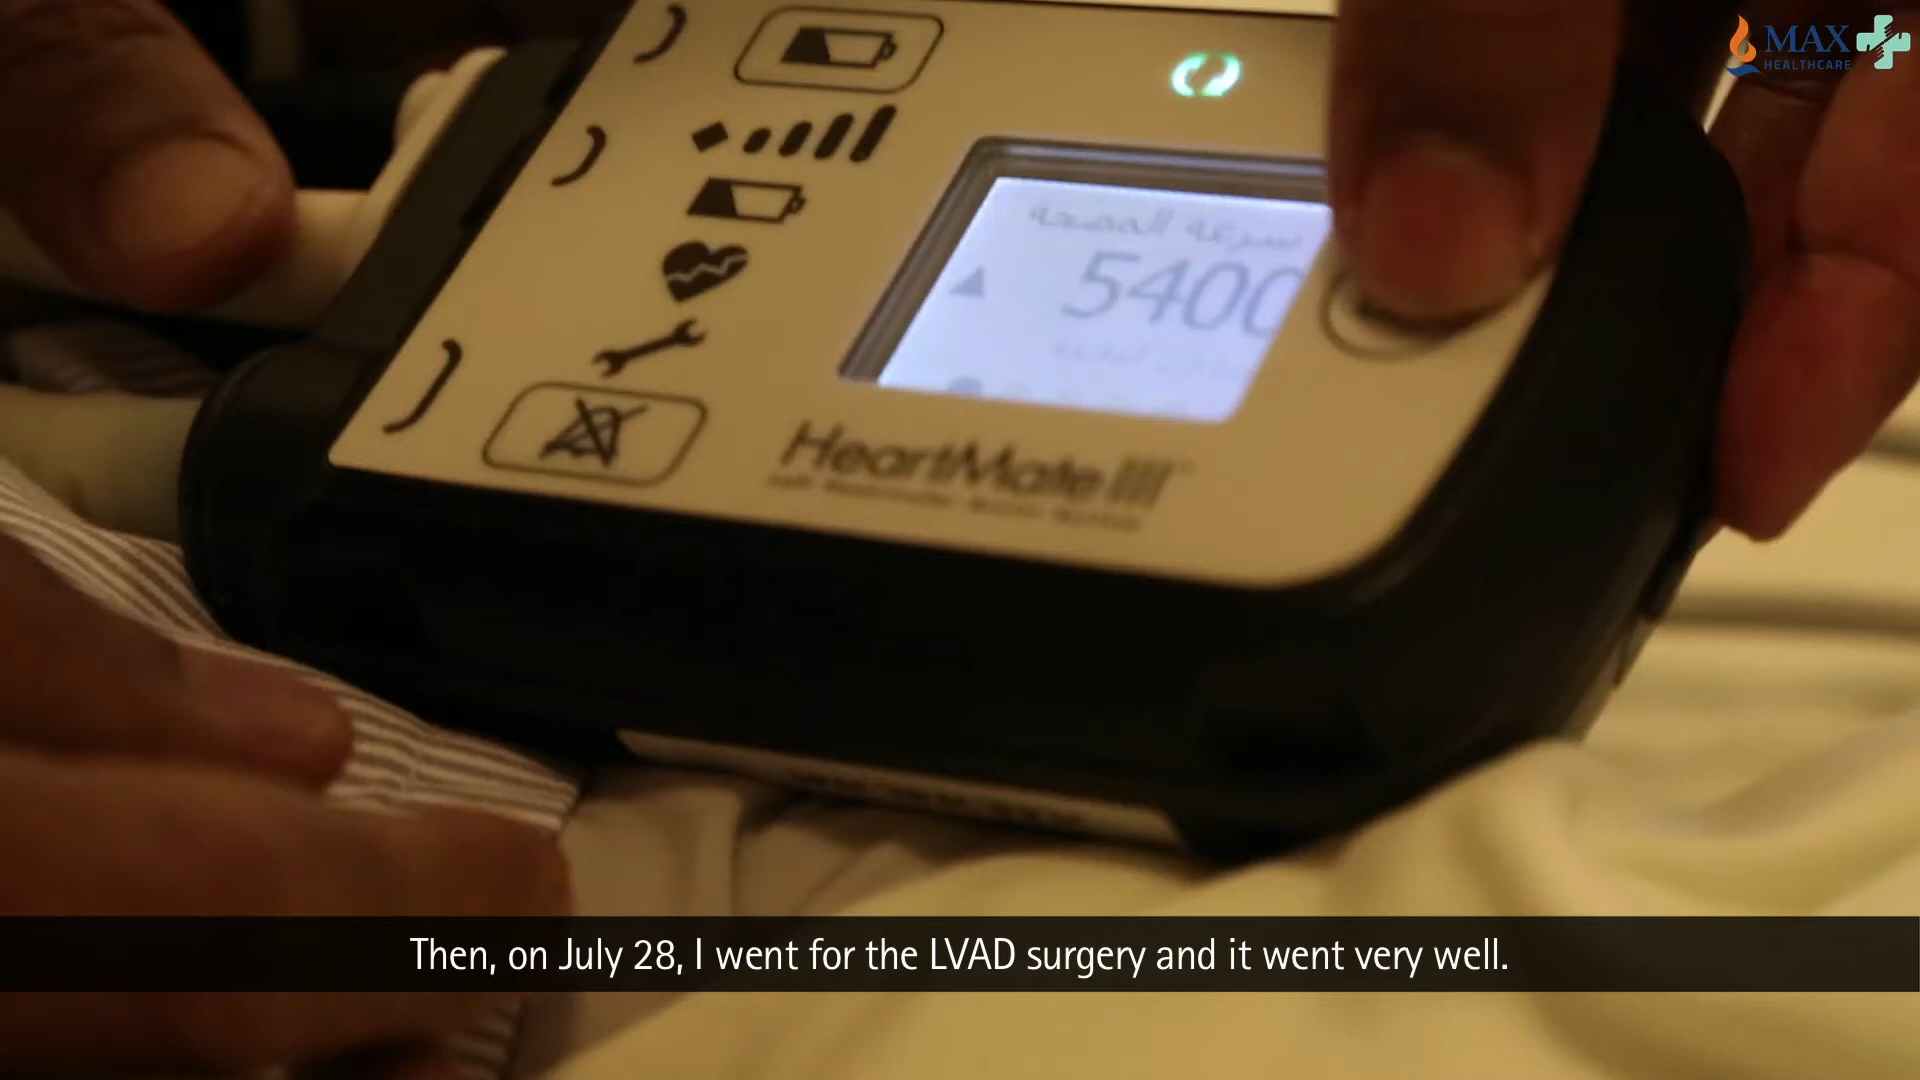 MAX
HEALTHCARE
سرعة المضخة
5400
HeartMate III™
Then, on July 28, I went for the LVAD surgery and it went very well.